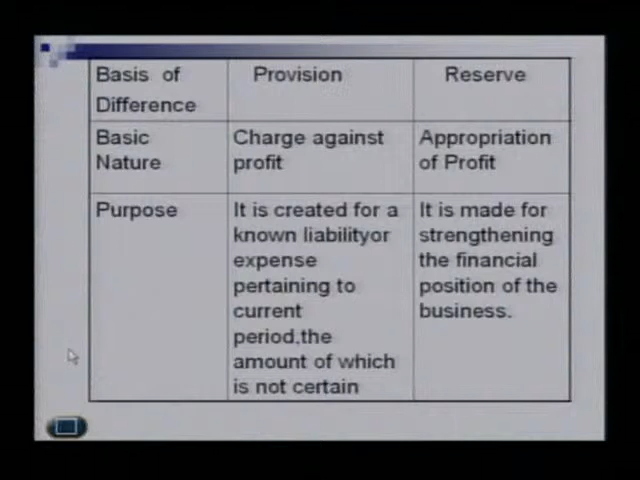 Basis of Difference
Provision
Reserve
Basic Nature
Charge against profit
Appropriation of Profit
Purpose
It is created for a
known liabilityor
expense
pertaining to
current
period,the
amount of which
is not certain
It is made for
strengthening
the financial
position of the
business.